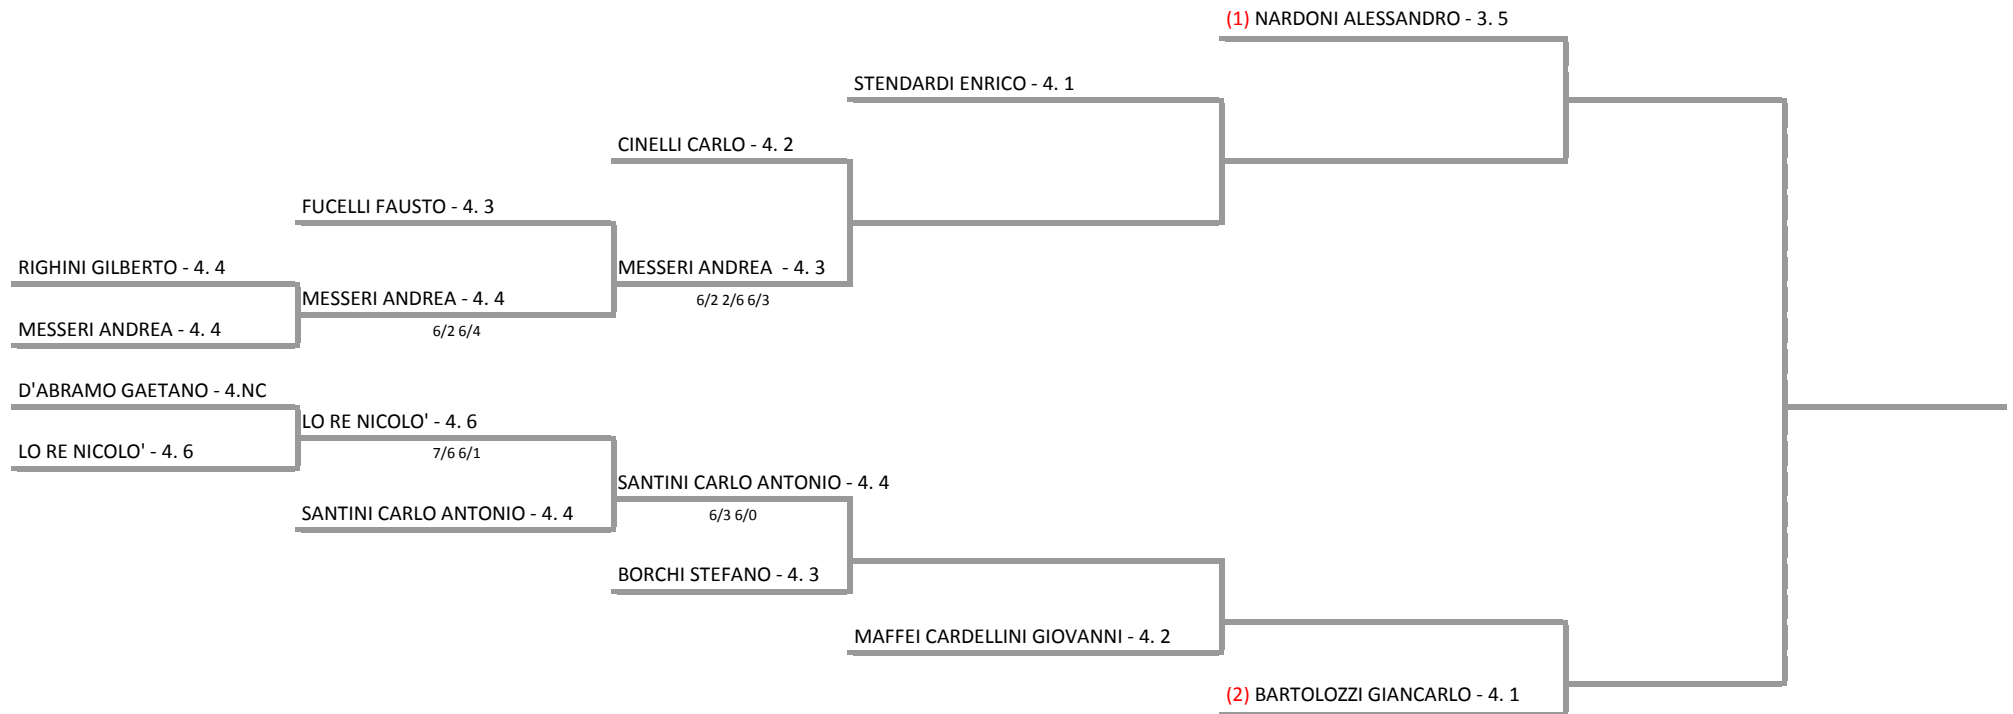 (1) NARDONI ALESSANDRO - 3. 5
STENDARDI ENRICO - 4. 1
CINELLI CARLO - 4. 2
FUCELLI FAUSTO - 4. 3
RIGHINI GILBERTO - 4. 4
MESSERI ANDREA  - 4. 3
MESSERI ANDREA - 4. 4
6/2 2/6 6/3
MESSERI ANDREA - 4. 4
6/2 6/4
D'ABRAMO GAETANO - 4.NC
LO RE NICOLO' - 4. 6
LO RE NICOLO' - 4. 6
7/6 6/1
SANTINI CARLO ANTONIO - 4. 4
SANTINI CARLO ANTONIO - 4. 4
6/3 6/0
BORCHI STEFANO - 4. 3
MAFFEI CARDELLINI GIOVANNI - 4. 2
(2) BARTOLOZZI GIANCARLO - 4. 1